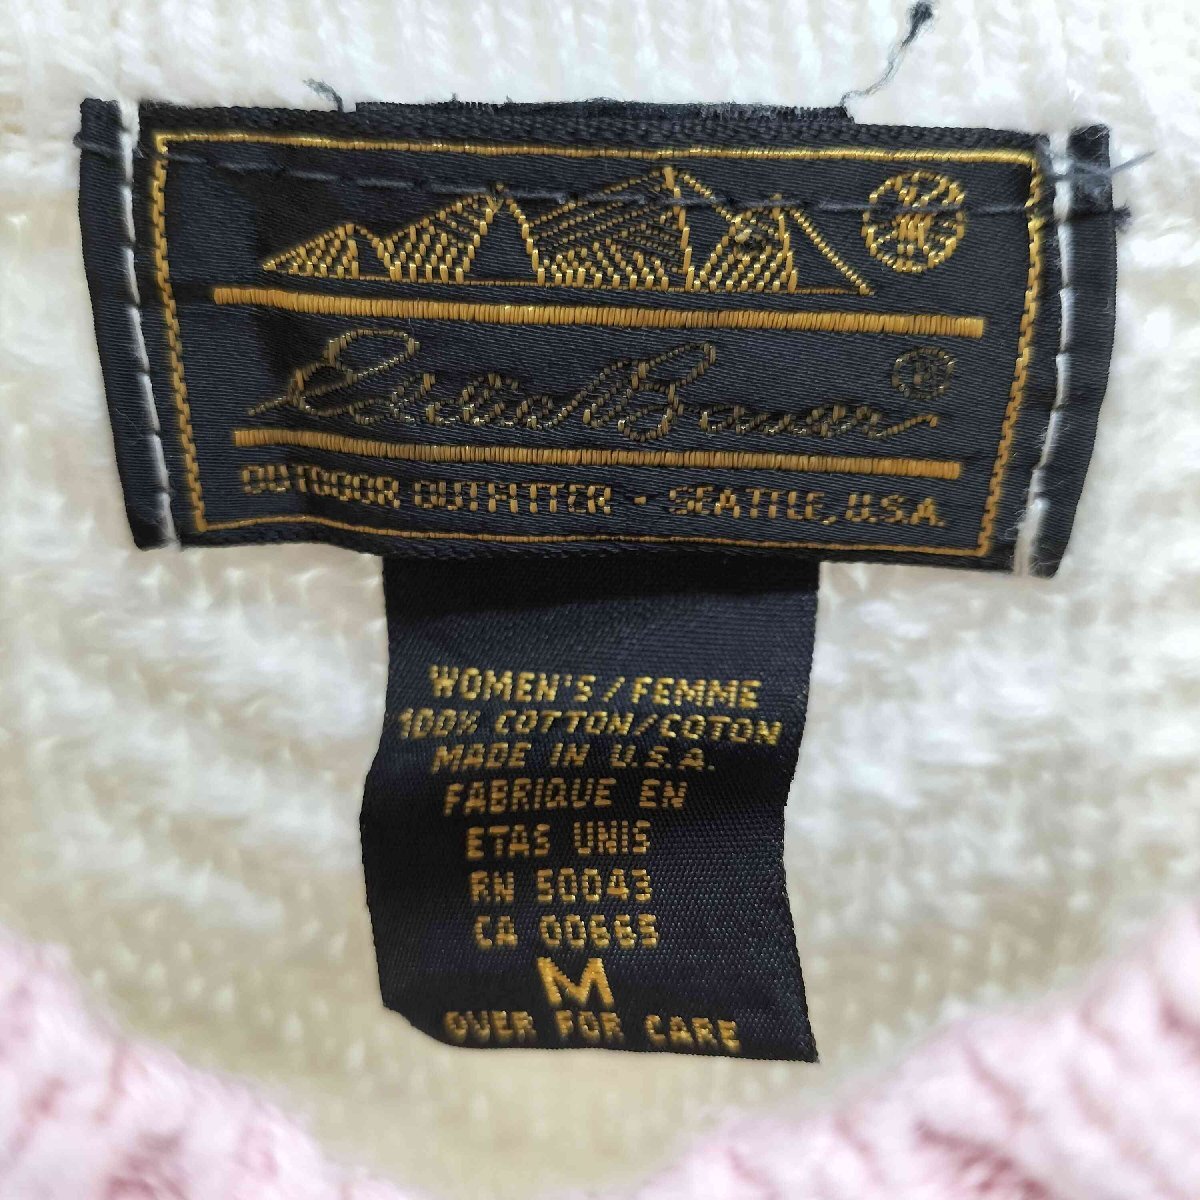 Eddie Bauer ®
OUTDOOR OUTFITTER - SEATTLE, U.S.A.
WOMEN'S / FEMME
100% COTTON/COTON
MADE IN U.S.A.
FABRIQUE EN
ETAS UNIS
RN 50043
CA 00665
M
OVER FOR CARE